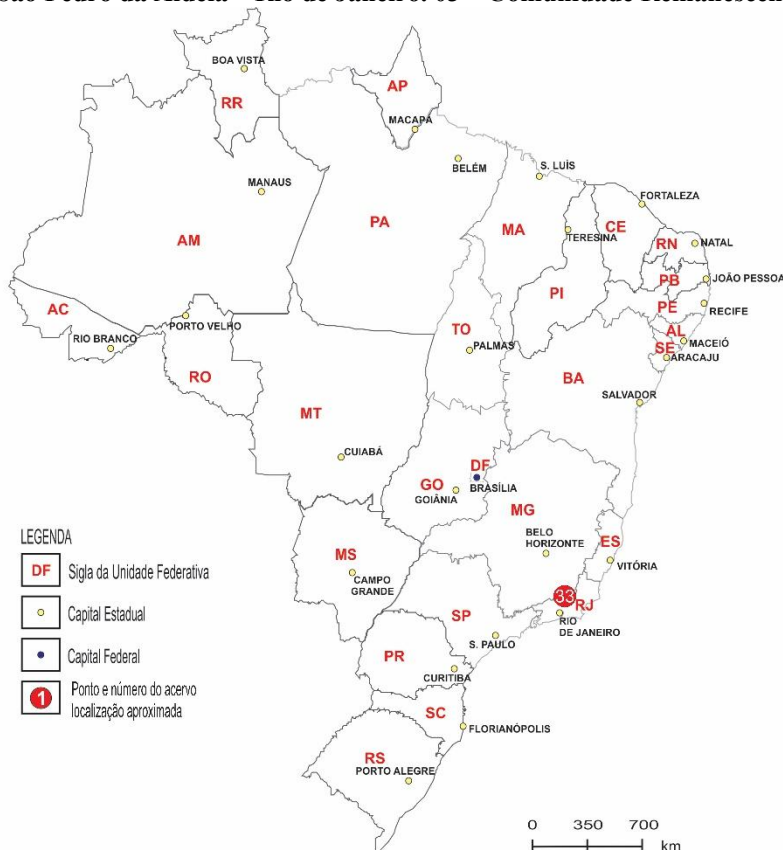 São Pedro da Aldeia – Rio de Janeiro. 05 – Comunidade Remanescen
BOA VISTA
RR
AP
MACAPÁ
BELÉM
S. LUÍS
MANAUS
FORTALEZA
AM
PA
MA
TERESINA
CE
RN
NATAL
PB
JOÃO PESSOA
PI
PE
RECIFE
AC
PORTO VELHO
RIO BRANCO
TO
PALMAS
AL
MACEIÓ
SE
ARACAJU
RO
BA
SALVADOR
MT
CUIABÁ
DF
GO
BRASÍLIA
GOIÂNIA
MG
BELO
HORIZONTE
ES
VITÓRIA
LEGENDA
DF Sigla da Unidade Federativa
Capital Estadual
Capital Federal
1 Ponto e número do acervo
localização aproximada
MS
CAMPO
GRANDE
33
RJ
RIO
DE JANEIRO
SP
S. PAULO
PR
CURITIBA
SC
FLORIANÓPOLIS
RS
PORTO ALEGRE
0 350 700
km